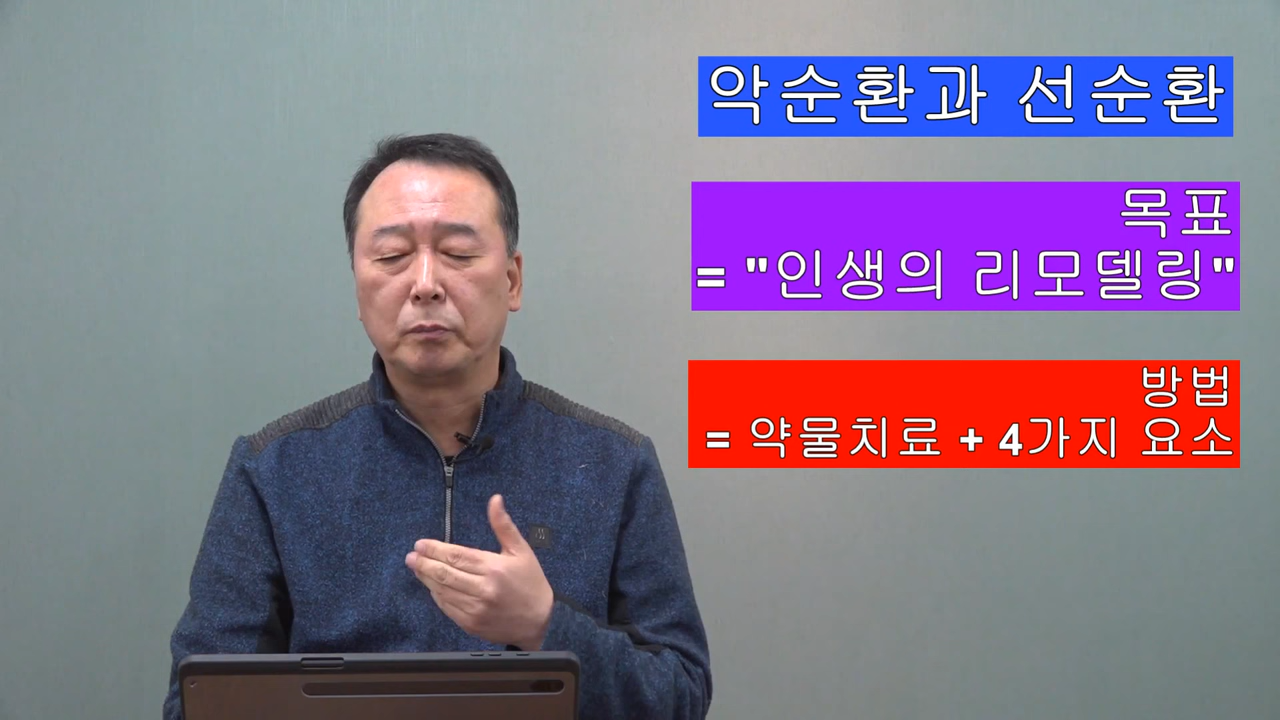 악순환과 선순환
목표
= "인생의 리모델링"
방법
= 약물치료 + 4가지 요소